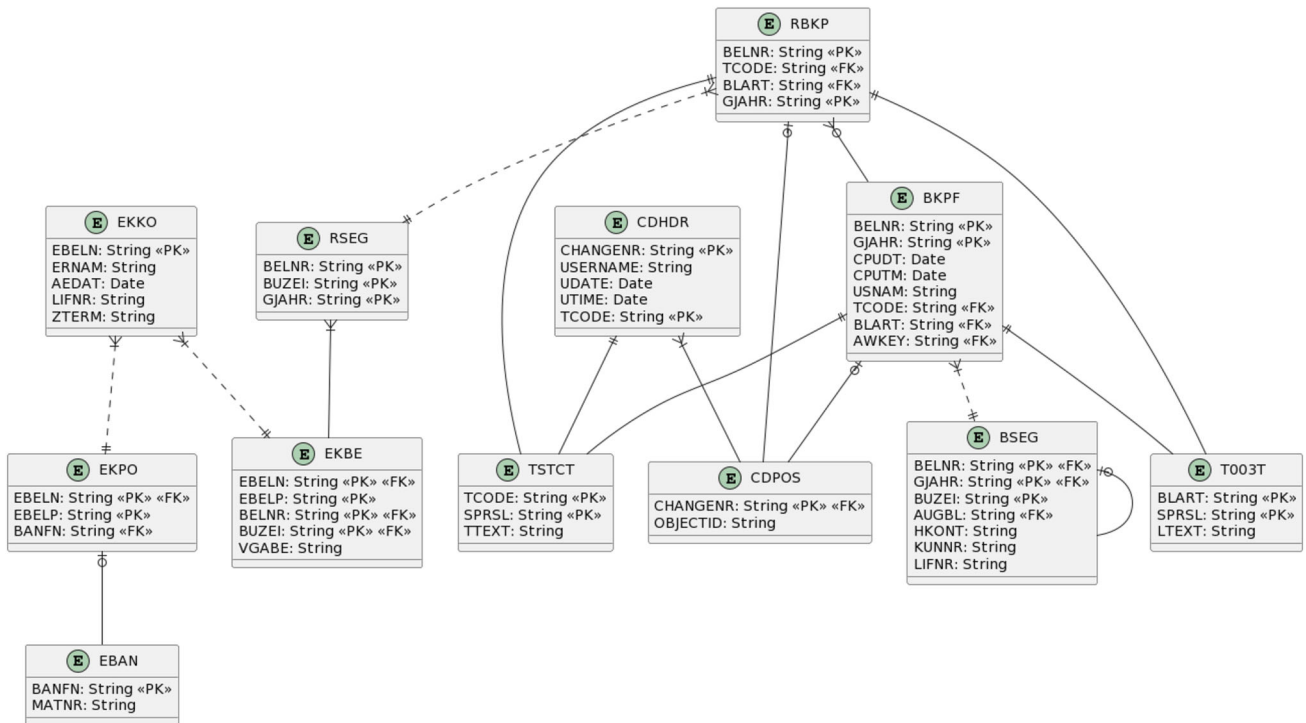 E RBKP
BELNR: String «PK»
TCODE: String «FK»
BLART: String «FK»
GJAHR: String «PK»
E EKKO
EBELN: String «PK»
ERNAM: String
AEDAT: Date
LIFNR: String
ZTERM: String
E RSEG
BELNR: String «PK»
BUZEI: String «PK»
GJAHR: String «PK»
E CDHDR
CHANGENR: String «PK»
USERNAME: String
UDATE: Date
UTIME: Date
TCODE: String «PK»
E BKPF
BELNR: String «PK»
GJAHR: String «PK»
CPUDT: Date
CPUTM: Date
USNAM: String
TCODE: String «FK»
BLART: String «FK»
AWKEY: String «FK»
E EKPO
EBELN: String «PK» «FK»
EBELP: String «PK»
BANFN: String «FK»
E EKBE
EBELN: String «PK» «FK»
EBELP: String «PK»
BELNR: String «PK» «FK»
BUZEI: String «PK» «FK»
VGABE: String
E TSTCT
TCODE: String «PK»
SPRSL: String «PK»
TTEXT: String
E CDPOS
CHANGENR: String «PK» «FK»
OBJECTID: String
E BSEG
BELNR: String «PK» «FK»
GJAHR: String «PK» «FK»
BUZEI: String «PK»
AUGBL: String «FK»
HKONT: String
KUNNR: String
LIFNR: String
E T003T
BLART: String «PK»
SPRSL: String «PK»
LTEXT: String
E EBAN
BANFN: String «PK»
MATNR: String